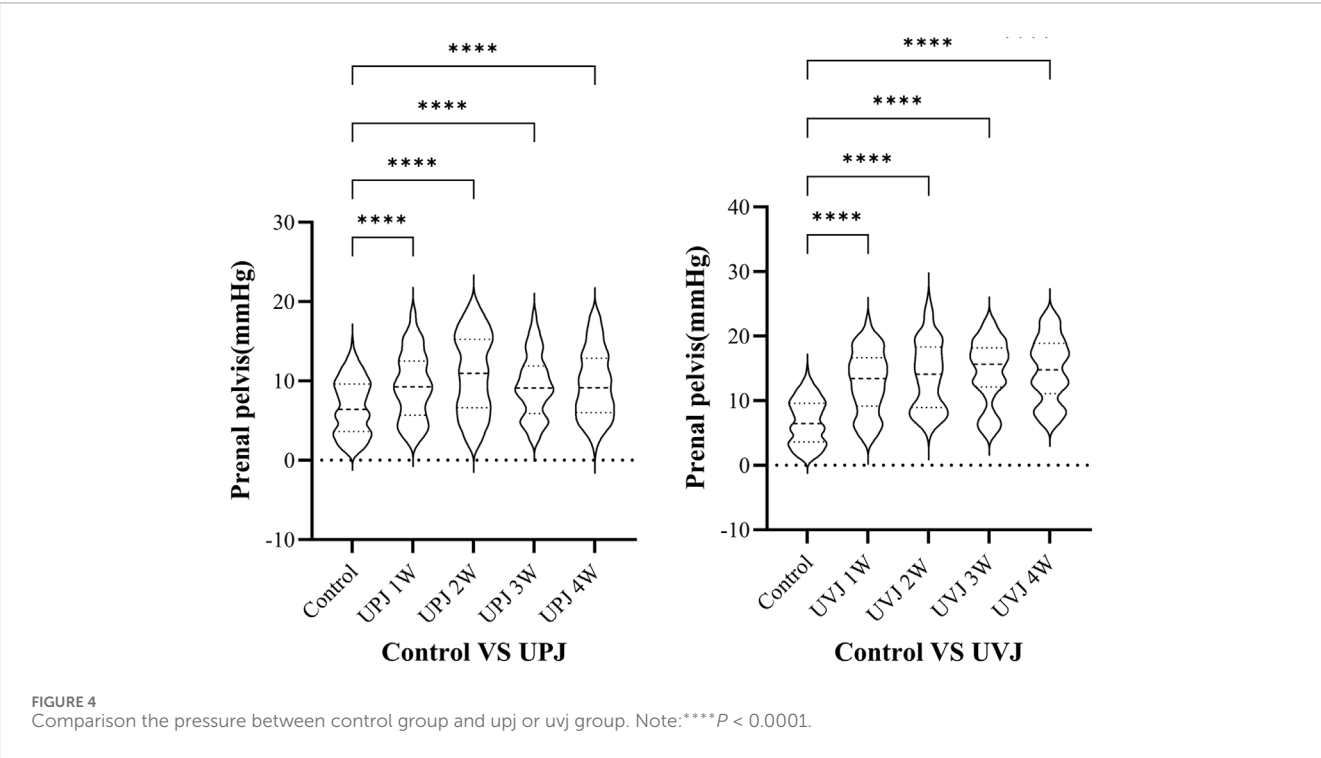 ****
****
****
****
30
20
10
0
-10
Prenal pelvis(mmHg)
Control
UPJ 1W
UPJ 2W
UPJ 3W
UPJ 4W
Control VS UPJ
****
****
****
****
40
30
20
10
0
-10
Prenal pelvis(mmHg)
Control
UVJ 1W
UVJ 2W
UVJ 3W
UVJ 4W
Control VS UVJ
FIGURE 4
Comparison the pressure between control group and upj or uvj group. Note:****P < 0.0001.